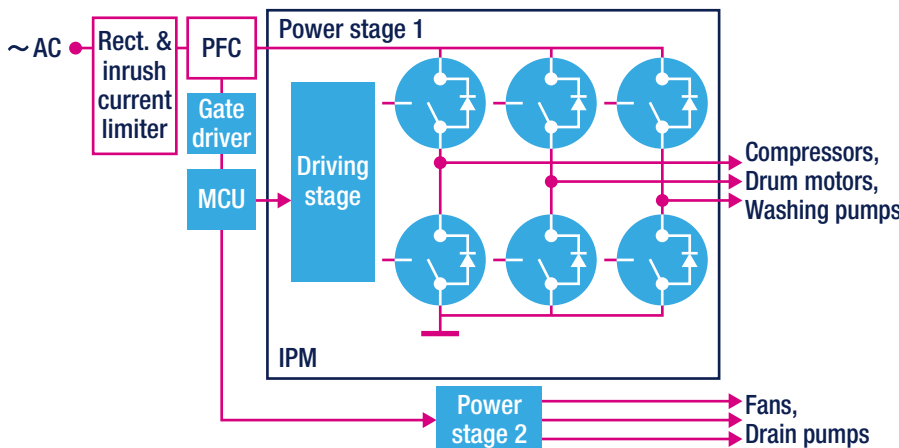 Power stage 1
~ AC
Rect. &
inrush
current
limiter
PFC
Gate
driver
MCU
Driving
stage
Compressors,
Drum motors,
Washing pumps
IPM
Power
stage 2
Fans,
Drain pumps